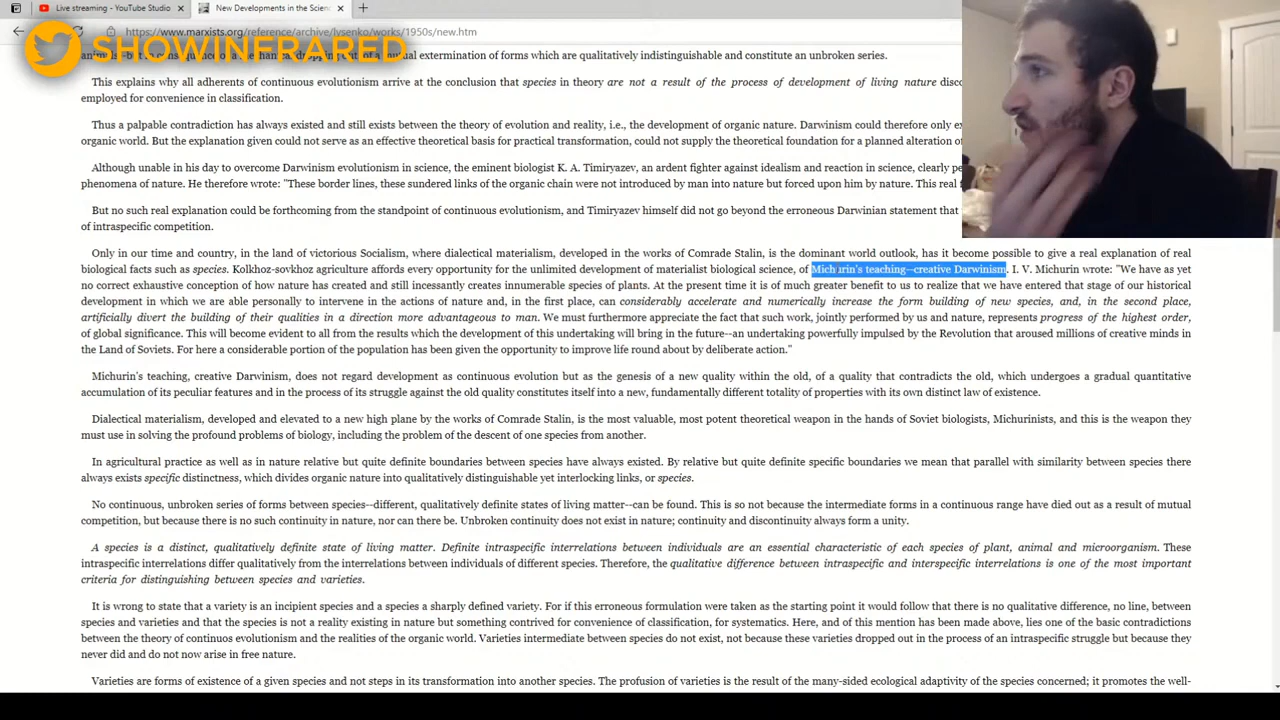 Live streaming - YouTube Studio
New Developments in the Scienc
https://www.marxists.org/reference/archive/lysenko/works/1950s/new.htm
SHOWINFRARED
extermination of forms which are qualitatively indistinguishable and constitute an unbroken series.
This explains why all adherents of continuous evolutionism arrive at the conclusion that species in theory are not a result of the process of development of living nature
employed for convenience in classification.
Thus a palpable contradiction has always existed and still exists between the theory of evolution and reality, i.e., the development of organic nature. Darwinism could therefore only
organic world. But the explanation given could not serve as an effective theoretical basis for practical transformation, could not supply the theoretical foundation for a planned alteration
Although unable in his day to overcome Darwinism evolutionism in science, the eminent biologist K. A. Timiryazev, an ardent fighter against idealism and reaction in science, clearly
phenomena of nature. He therefore wrote: "These border lines, these sundered links of the organic chain were not introduced by man into nature but forced upon him by nature. This real
But no such real explanation could be forthcoming from the standpoint of continuous evolutionism, and Timiryazev himself did not go beyond the erroneous Darwinian statement that
of intraspecific competition.
Only in our time and country, in the land of victorious Socialism, where dialectical materialism, developed in the works of Comrade Stalin, is the dominant world outlook, has it become possible to give a real explanation of real
biological facts such as species. Kolkhoz-sovkhoz agriculture affords every opportunity for the unlimited development of materialist biological science, of Michurin's teaching--creative Darwinism. I. V. Michurin wrote: "We have as yet
no correct exhaustive conception of how nature has created and still incessantly creates innumerable species of plants. At the present time it is of much greater benefit to us to realize that we have entered that stage of our historical
development in which we are able personally to intervene in the actions of nature and, in the first place, can considerably accelerate and numerically increase the form building of new species, and, in the second place,
artificially divert the building of their qualities in a direction more advantageous to man. We must furthermore appreciate the fact that such work, jointly performed by us and nature, represents progress of the highest order,
of global significance. This will become evident to all from the results which the development of this undertaking will bring in the future--an undertaking powerfully impulsed by the Revolution that aroused millions of creative minds in
the Land of Soviets. For here a considerable portion of the population has been given the opportunity to improve life round about by deliberate action."
Michurin's teaching, creative Darwinism, does not regard development as continuous evolution but as the genesis of a new quality within the old, of a quality that contradicts the old, which undergoes a gradual quantitative
accumulation of its peculiar features and in the process of its struggle against the old quality constitutes itself into a new, fundamentally different totality of properties with its own distinct law of existence.
Dialectical materialism, developed and elevated to a new high plane by the works of Comrade Stalin, is the most valuable, most potent theoretical weapon in the hands of Soviet biologists, Michurinists, and this is the weapon they
must use in solving the profound problems of biology, including the problem of the descent of one species from another.
In agricultural practice as well as in nature relative but quite definite boundaries between species have always existed. By relative but quite definite specific boundaries we mean that parallel with similarity between species there
always exists specific distinctness, which divides organic nature into qualitatively distinguishable yet interlocking links, or species.
No continuous, unbroken series of forms between species--different, qualitatively definite states of living matter--can be found. This is so not because the intermediate forms in a continuous range have died out as a result of mutual
competition, but because there is no such continuity in nature, nor can there be. Unbroken continuity does not exist in nature; continuity and discontinuity always form a unity.
A species is a distinct, qualitatively definite state of living matter. Definite intraspecific interrelations between individuals are an essential characteristic of each species of plant, animal and microorganism. These
intraspecific interrelations differ qualitatively from the interrelations between individuals of different species. Therefore, the qualitative difference between intraspecific and interspecific interrelations is one of the most important
criteria for distinguishing between species and varieties.
It is wrong to state that a variety is an incipient species and a species a sharply defined variety. For if this erroneous formulation were taken as the starting point it would follow that there is no qualitative difference, no line, between
species and varieties and that the species is not a reality existing in nature but something contrived for convenience of classification, for systematics. Here, and of this mention has been made above, lies one of the basic contradictions
between the theory of continuos evolutionism and the realities of the organic world. Varieties intermediate between species do not exist, not because these varieties dropped out in the process of an intraspecific struggle but because they
never did and do not now arise in free nature.
Varieties are forms of existence of a given species and not steps in its transformation into another species. The profusion of varieties is the result of the many-sided ecological adaptivity of the species concerned; it promotes the well-